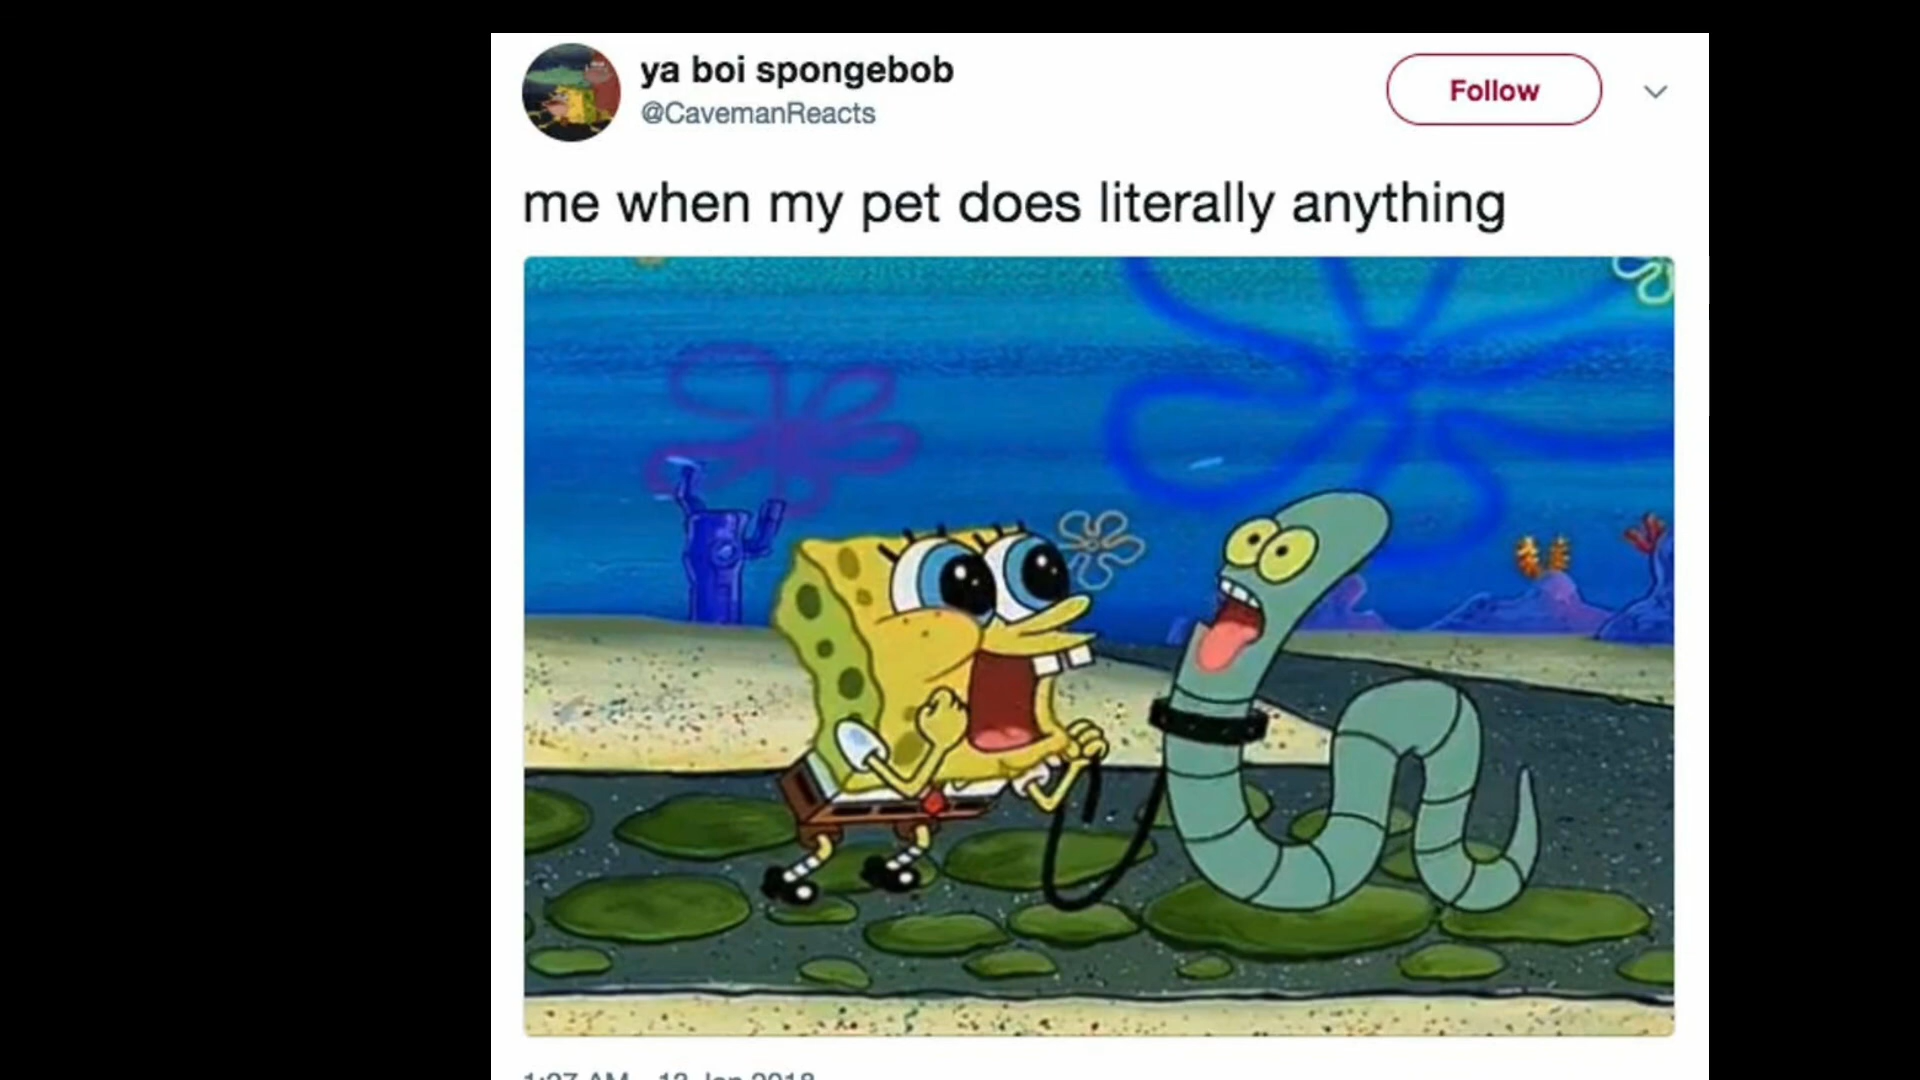 ya boi spongebob
@CavemanReacts
Follow
me when my pet does literally anything